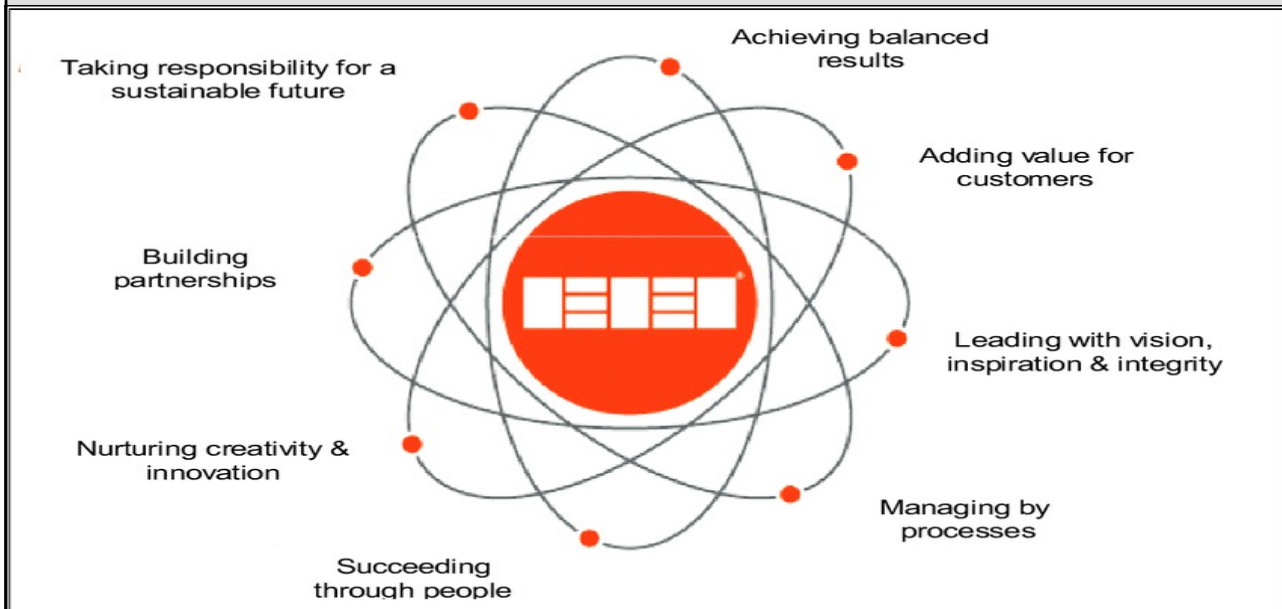 Achieving balanced
results
Taking responsibility for a
sustainable future
Adding value for
customers
Building
partnerships
Leading with vision,
inspiration & integrity
Nurturing creativity &
innovation
Managing by
processes
Succeeding
through people